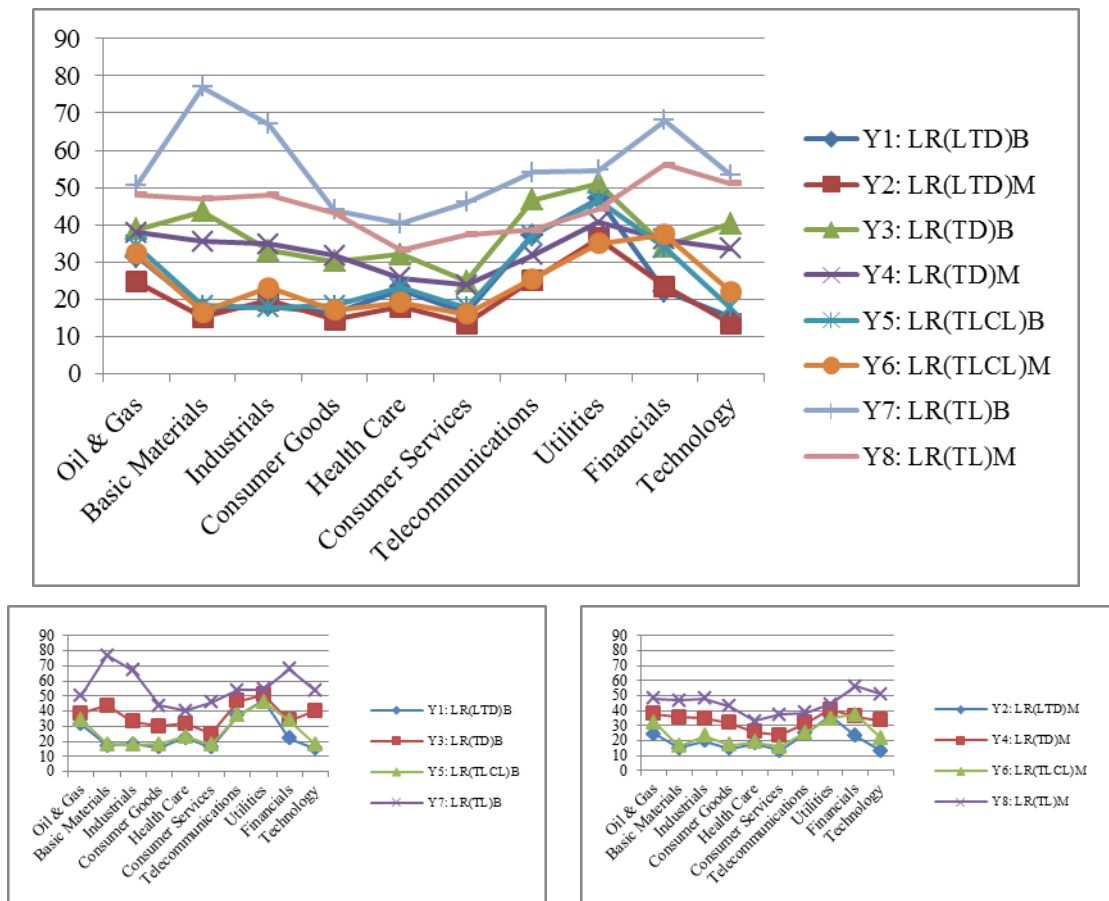 90
80
70
60
50
40
30
20
10
0
Oil & Gas
Basic Materials
Industrials
Consumer Goods
Health Care
Consumer Services
Telecommunications
Utilities
Financials
Technology
Y1: LR(LTD)B
Y2: LR(LTD)M
Y3: LR(TD)B
Y4: LR(TD)M
Y5: LR(TLCL)B
Y6: LR(TLCL)M
Y7: LR(TL)B
Y8: LR(TL)M
90
80
70
60
50
40
30
20
10
0
Oil & Gas
Basic Materials
Industrials
Consumer Goods
Health Care
Consumer Services
Telecommunications
Utilities
Financials
Technology
Y1: LR(LTD)B
Y3: LR(TD)B
Y5: LR(TLCL)B
Y7: LR(TL)B
90
80
70
60
50
40
30
20
10
0
Oil & Gas
Basic Materials
Industrials
Consumer Goods
Health Care
Consumer Services
Telecommunications
Utilities
Financials
Technology
Y2: LR(LTD)M
Y4: LR(TD)M
Y6: LR(TLCL)M
Y8: LR(TL)M